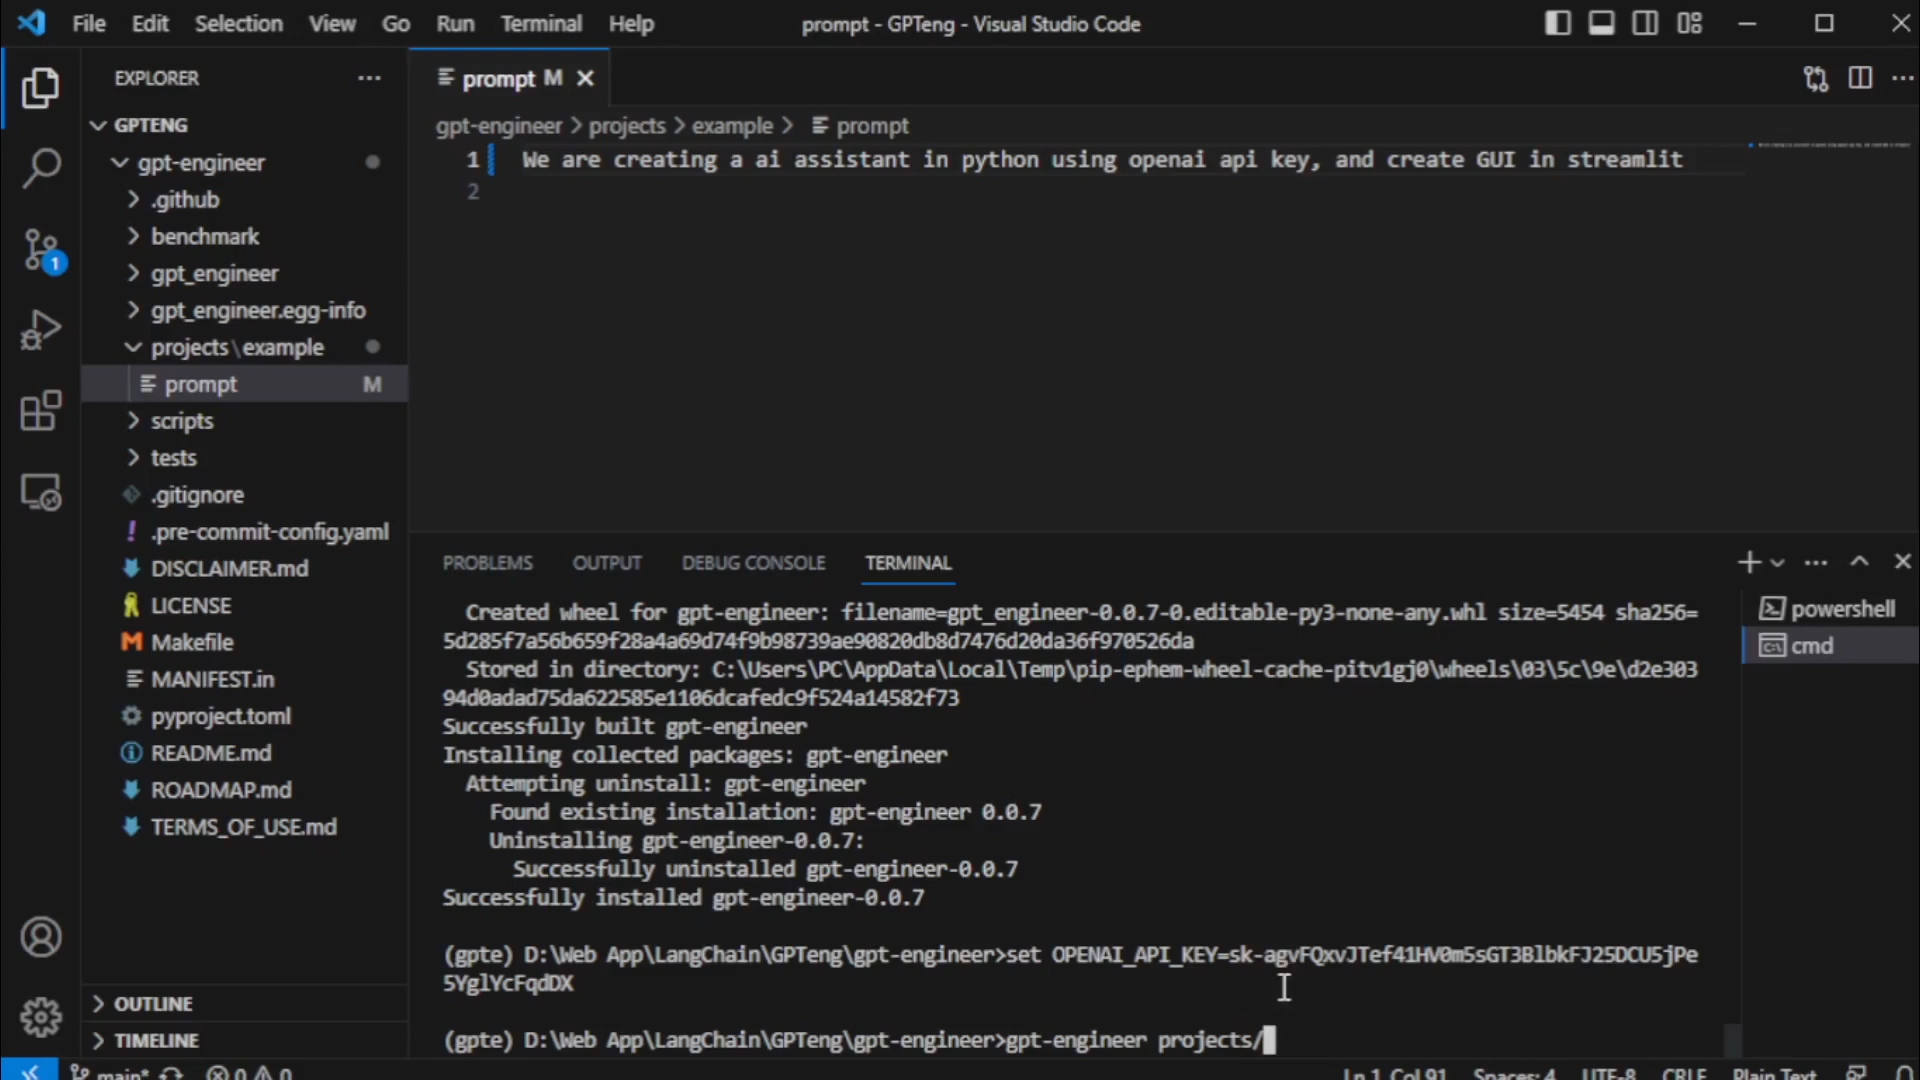 File Edit Selection View Go Run Terminal Help prompt - GPTeng - Visual Studio Code
EXPLORER
GPTENG
gpt-engineer
.github
benchmark
gpt_engineer
gpt_engineer.egg-info
projects\example
prompt M
scripts
tests
.gitignore
.pre-commit-config.yaml
DISCLAIMER.md
LICENSE
Makefile
MANIFEST.in
pyproject.toml
README.md
ROADMAP.md
TERMS_OF_USE.md
OUTLINE
TIMELINE
1
prompt M
gpt-engineer > projects > example > prompt
1 We are creating a ai assistant in python using openai api key, and create GUI in streamlit
2
PROBLEMS OUTPUT DEBUG CONSOLE TERMINAL
powershell
cmd
Created wheel for gpt-engineer: filename=gpt_engineer-0.0.7-0.editable-py3-none-any.whl size=5454 sha256=
5d285f7a56b659f28a4a69d74f9b98739ae90820db8d7476d20da36f970526da
Stored in directory: C:\Users\PC\AppData\Local\Temp\pip-ephem-wheel-cache-pitv1gj0\wheels\03\5c\9e\d2e303
94d0adad75da622585e1106dcafedc9f524a14582f73
Successfully built gpt-engineer
Installing collected packages: gpt-engineer
Attempting uninstall: gpt-engineer
Found existing installation: gpt-engineer 0.0.7
Uninstalling gpt-engineer-0.0.7:
Successfully uninstalled gpt-engineer-0.0.7
Successfully installed gpt-engineer-0.0.7
(gpte) D:\Web App\LangChain\GPTeng\gpt-engineer>set OPENAI_API_KEY=sk-agvFQxvJTef41HV0m5sGT3BlbkFJ25DCU5jPe
5YglYcFqdDX
(gpte) D:\Web App\LangChain\GPTeng\gpt-engineer>gpt-engineer projects/
main* 0 0 Ln 1, Col 91 Spaces: 4 UTF-8 CRLF Plain Text